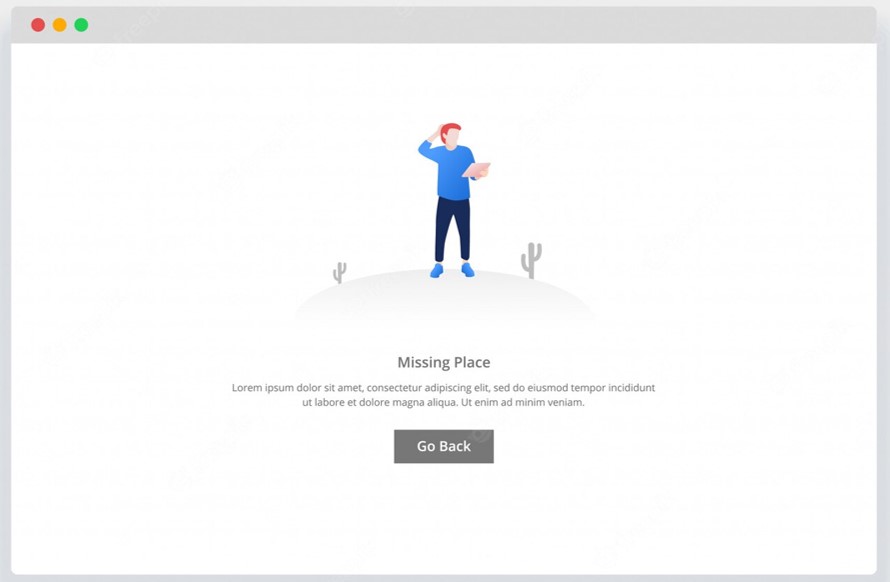 Missing Place
Lorem ipsum dolor sit amet, consectetur adipiscing elit, sed do eiusmod tempor incididunt
ut labore et dolore magna aliqua. Ut enim ad minim veniam.
Go Back